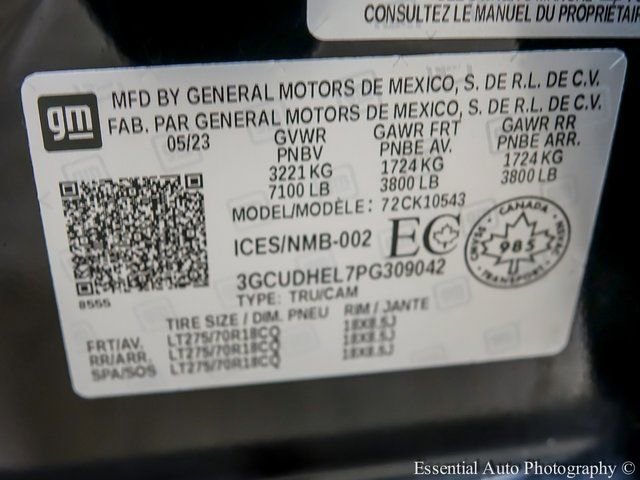 CONSULTEZ LE MANUEL DU PROPRIÉTAIR
gm
MFD BY GENERAL MOTORS DE MEXICO, S. DE R.L. DE C.V.
FAB. PAR GENERAL MOTORS DE MEXICO, S. DE R.L. DE C.V.
05/23 GVWR GAWR FRT GAWR RR
PNBV PNBE AV. PNBE ARR.
3221 KG 1724 KG 1724 KG
7100 LB 3800 LB 3800 LB
MODEL/MODÈLE: 72CK10543
ICES/NMB-002 EC CANADA 985 TRANSPORT
3GCUDHEL7PG309042
8555 TYPE: TRU/CAM
TIRE SIZE / DIM. PNEU RIM / JANTE
FRT/AV. LT275/70R18CQ 18X8.5J
RR/ARR. LT275/70R18CQ 18X8.5J
SPA/SOS LT275/70R18CQ 18X8.5J
Essential Auto Photography ©